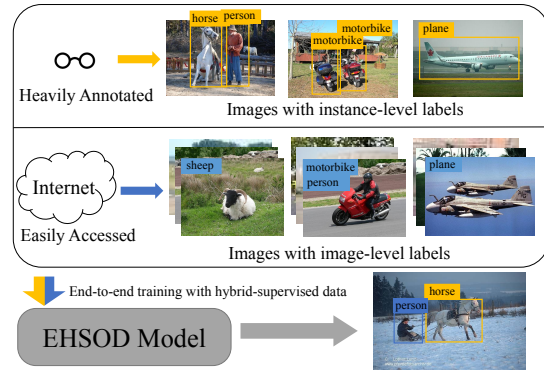 horse person
motorbike
motorbike
plane
Heavily Annotated
Images with instance-level labels
sheep
motorbike
person
plane
Internet
Easily Accessed
Images with image-level labels
End-to-end training with hybrid-supervised data
EHSOD Model
horse
person